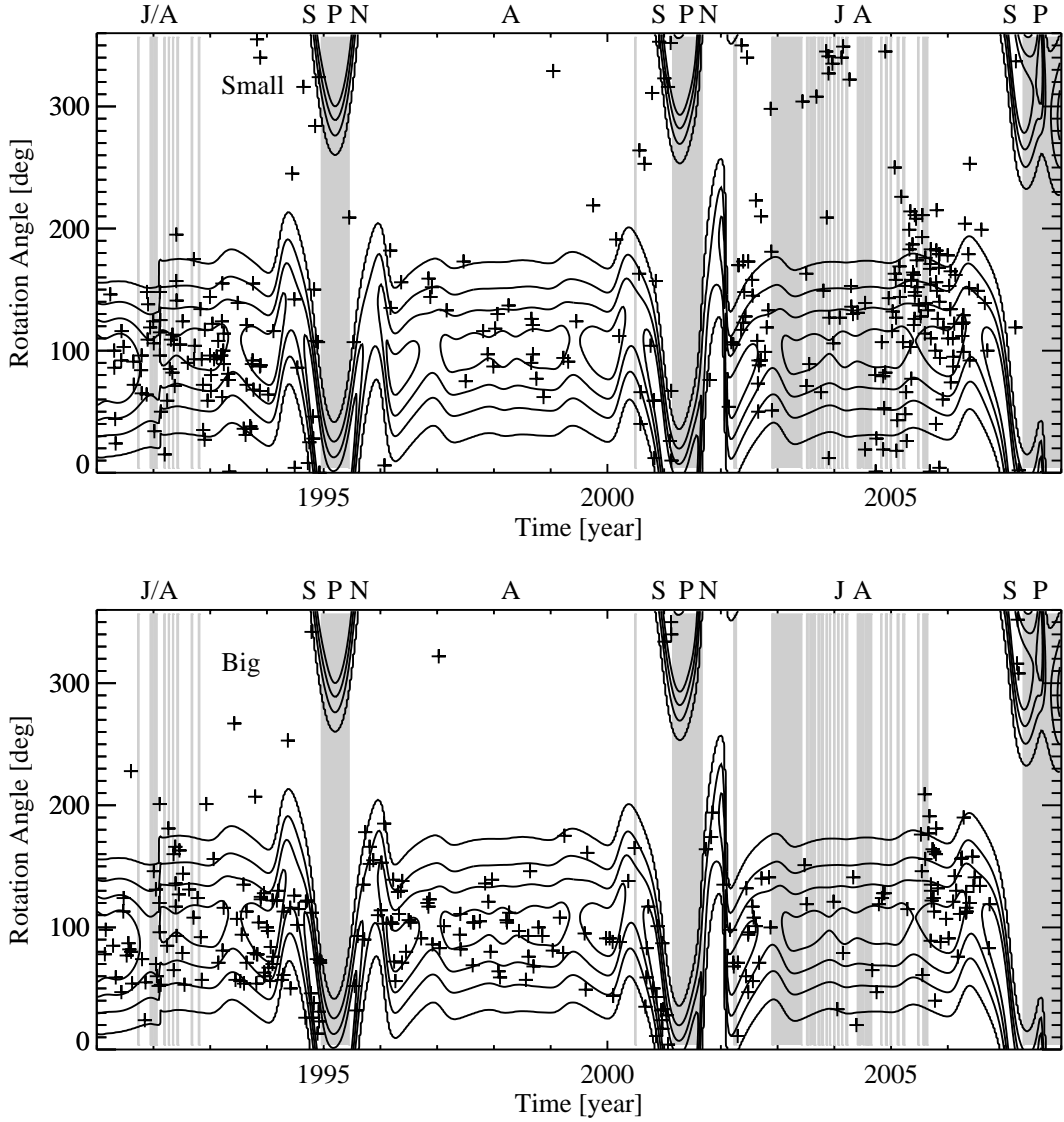 J/A S P N A S P N J A S P
Small
300
200
100
0
Rotation Angle [deg]
1995 2000 2005
Time [year]
J/A S P N A S P N J A S P
Big
300
200
100
0
Rotation Angle [deg]
1995 2000 2005
Time [year]